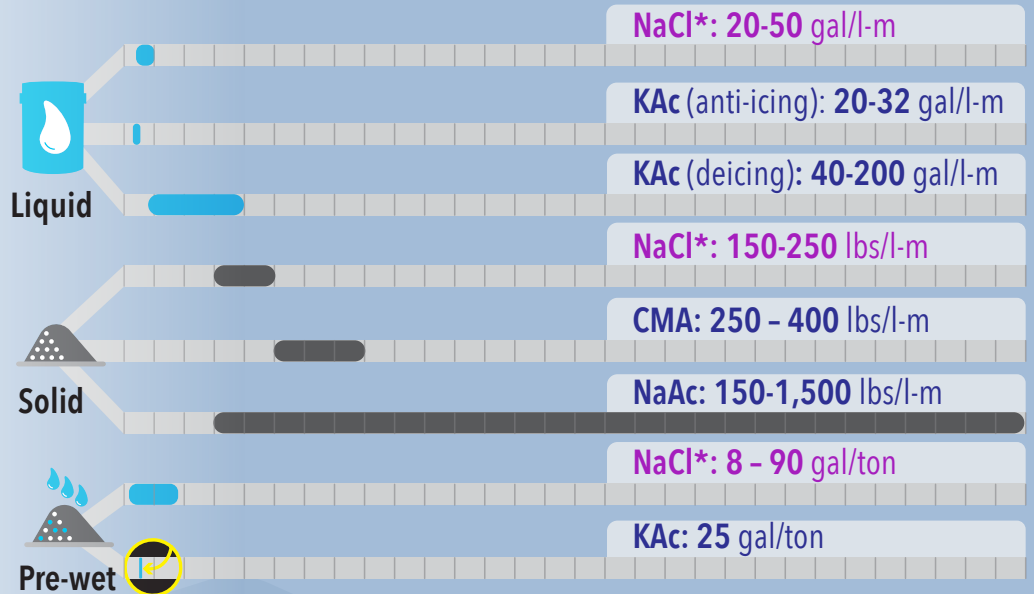 NaCl*: 20-50 gal/l-m
KAc (anti-icing): 20-32 gal/l-m
KAc (deicing): 40-200 gal/l-m
Liquid
NaCl*: 150-250 lbs/l-m
CMA: 250 – 400 lbs/l-m
NaAc: 150-1,500 lbs/l-m
Solid
NaCl*: 8 – 90 gal/ton
KAc: 25 gal/ton
Pre-wet